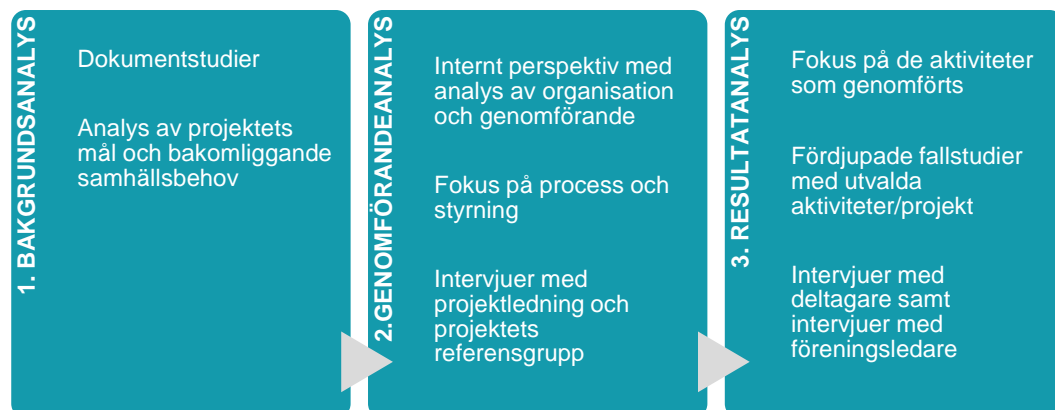 1. BAKGRUNDSANALYS
Dokumentstudier
Analys av projektets
mål och bakomliggande
samhällsbehov
2.GENOMFÖRANDEANALYS
Internt perspektiv med
analys av organisation
och genomförande
Fokus på process och
styrning
Intervjuer med
projektledning och
projektets
referensgrupp
3. RESULTATANALYS
Fokus på de aktiviteter
som genomförts
Fördjupade fallstudier
med utvalda
aktiviteter/projekt
Intervjuer med
deltagare samt
intervjuer med
föreningsledare